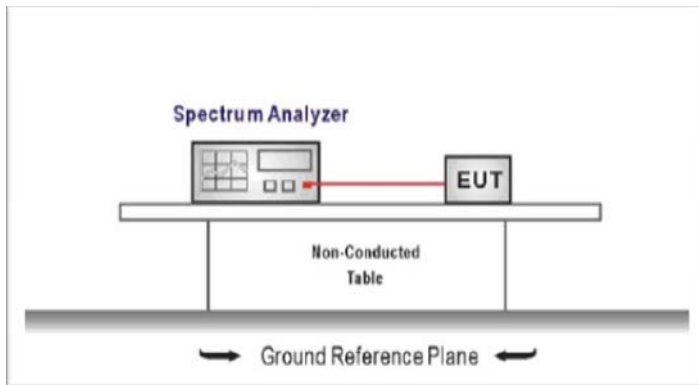 Spectrum Analyzer
EUT
Non-Conducted
Table
Ground Reference Plane